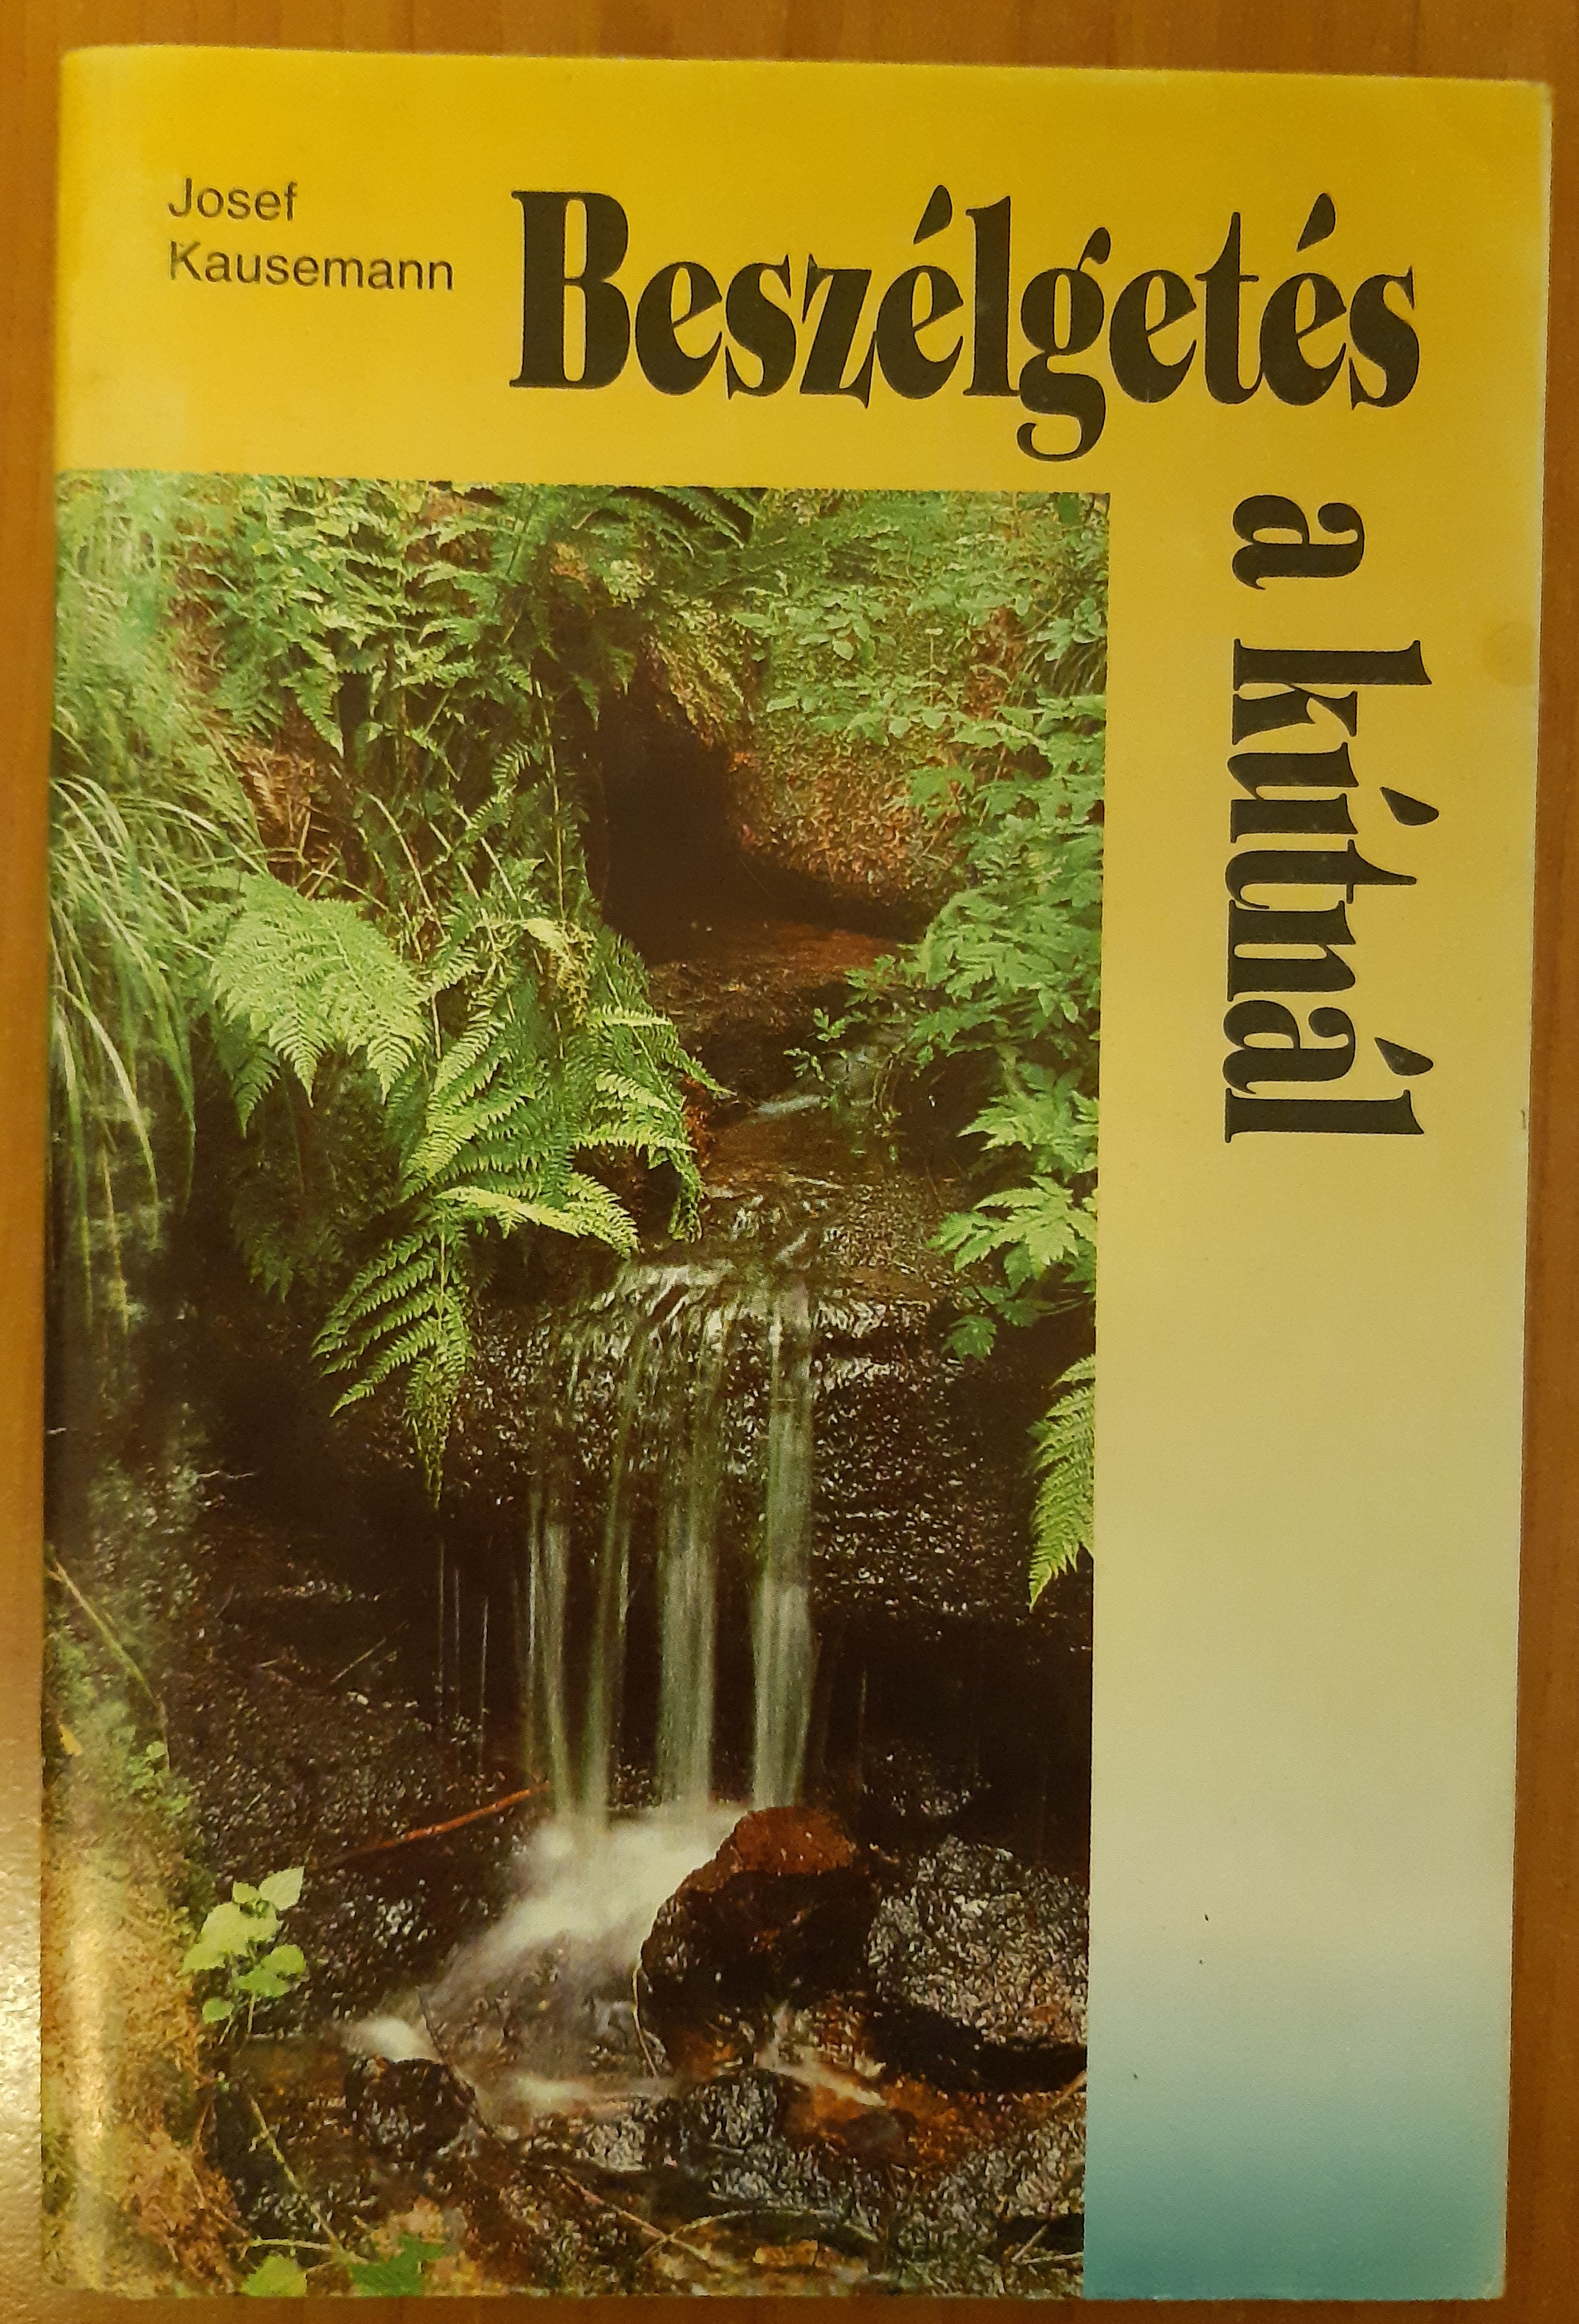 Josef
Kausemann
Beszélgetés
a kútnál